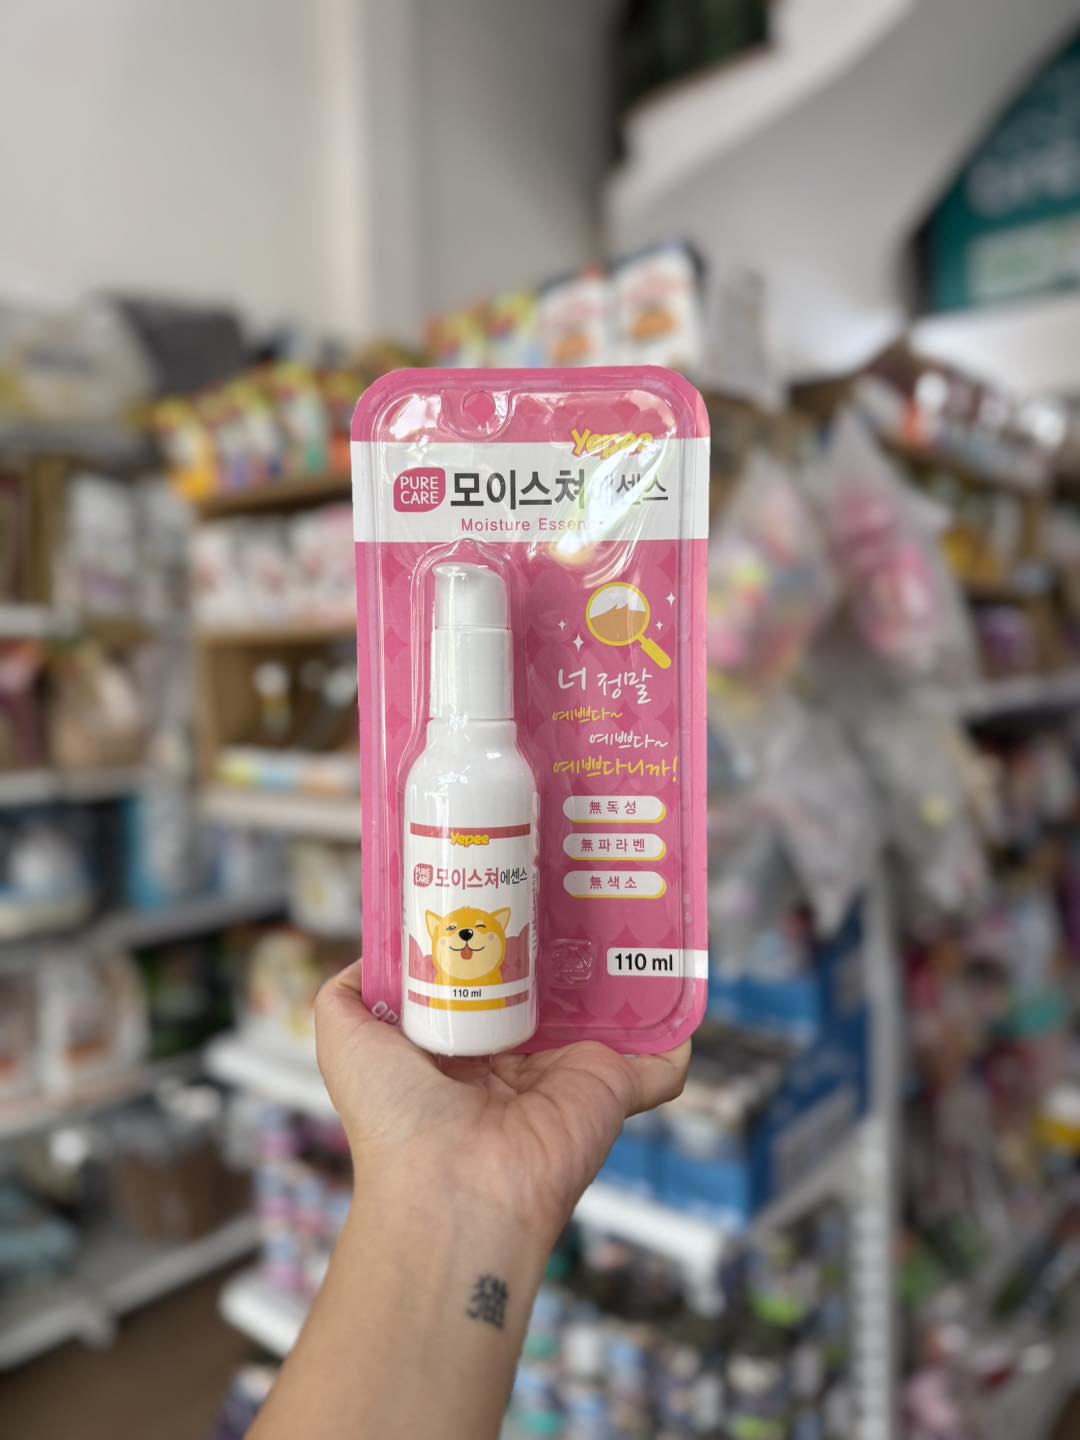 Yepee
PURE CARE 모이스쳐에센스
Moisture Essence
너 정말
예쁘다~
예쁘다~
예쁘다니까!
無독성
無파라벤
無색소
110 ml
Yepee
PURE CARE 모이스쳐에센스
110 ml
猫